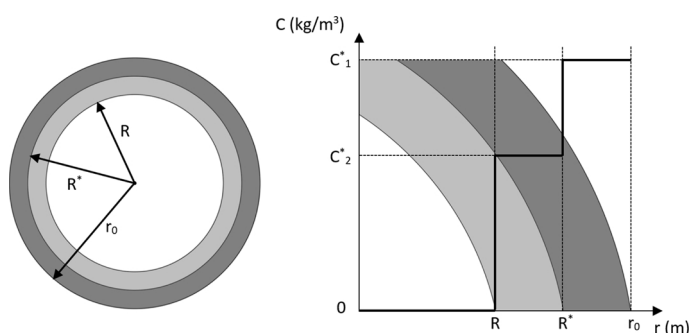 R
R*
r₀
C (kg/m³)
C*₁
C*₂
0
R
R*
r₀
r (m)